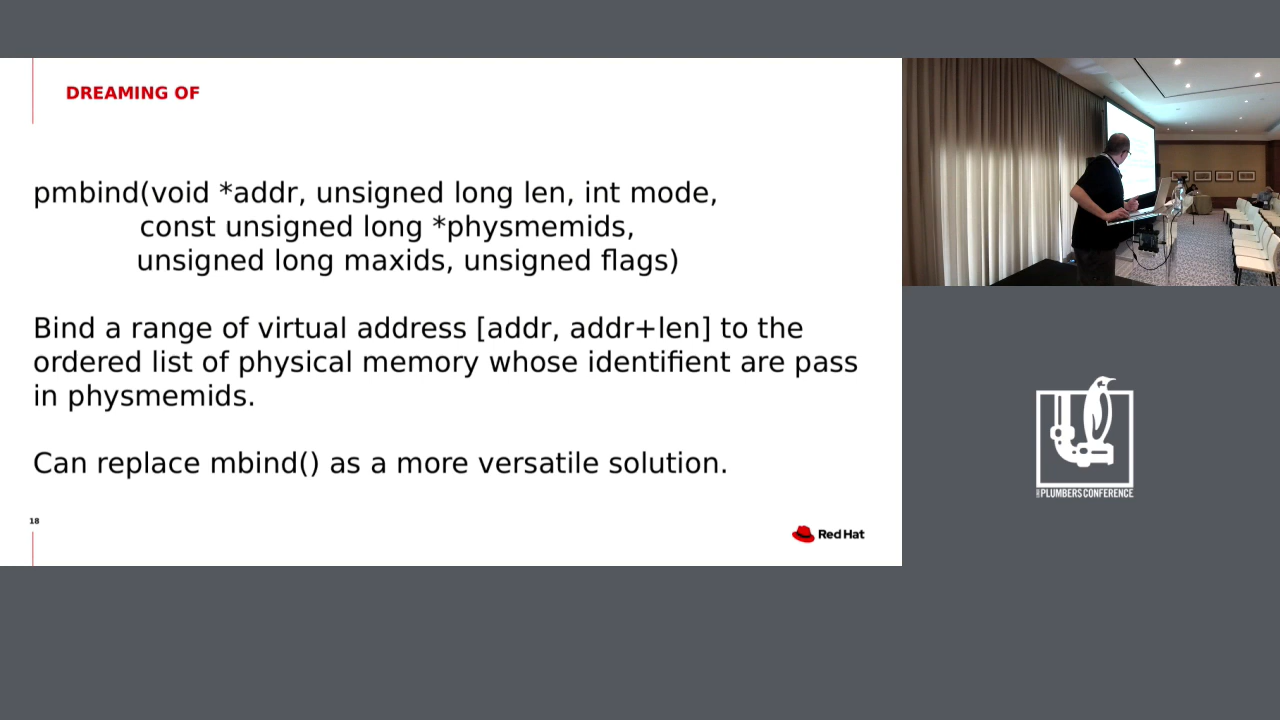 DREAMING OF
pmbind(void *addr, unsigned long len, int mode,
const unsigned long *physmemids,
unsigned long maxids, unsigned flags)
Bind a range of virtual address [addr, addr+len] to the
ordered list of physical memory whose identifient are pass
in physmemids.
Can replace mbind() as a more versatile solution.
18
Red Hat
PLUMBERS CONFERENCE